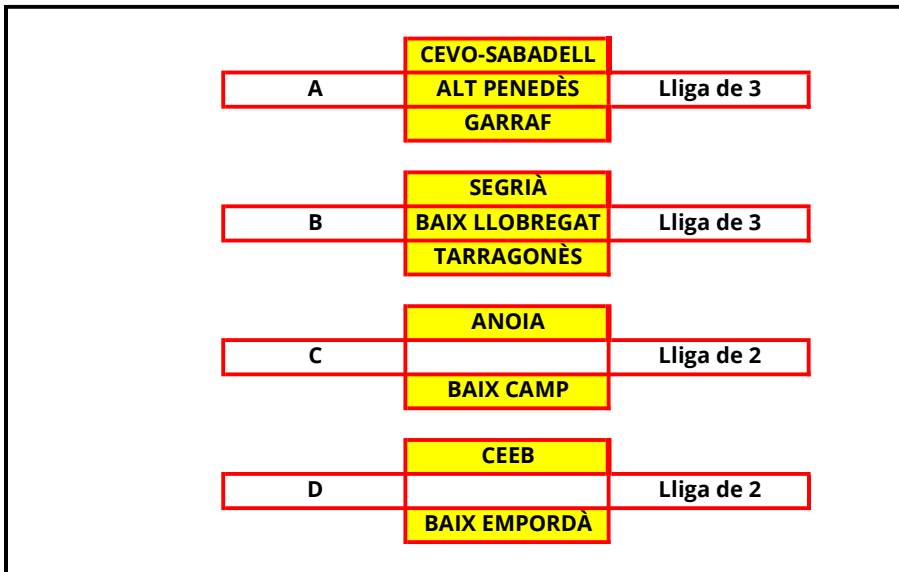 CEVO-SABADELL
A ALT PENEDÈS Lliga de 3
GARRAF
SEGRIÀ
B BAIX LLOBREGAT Lliga de 3
TARRAGONÈS
ANOIA
C Lliga de 2
BAIX CAMP
CEEB
D Lliga de 2
BAIX EMPORDÀ